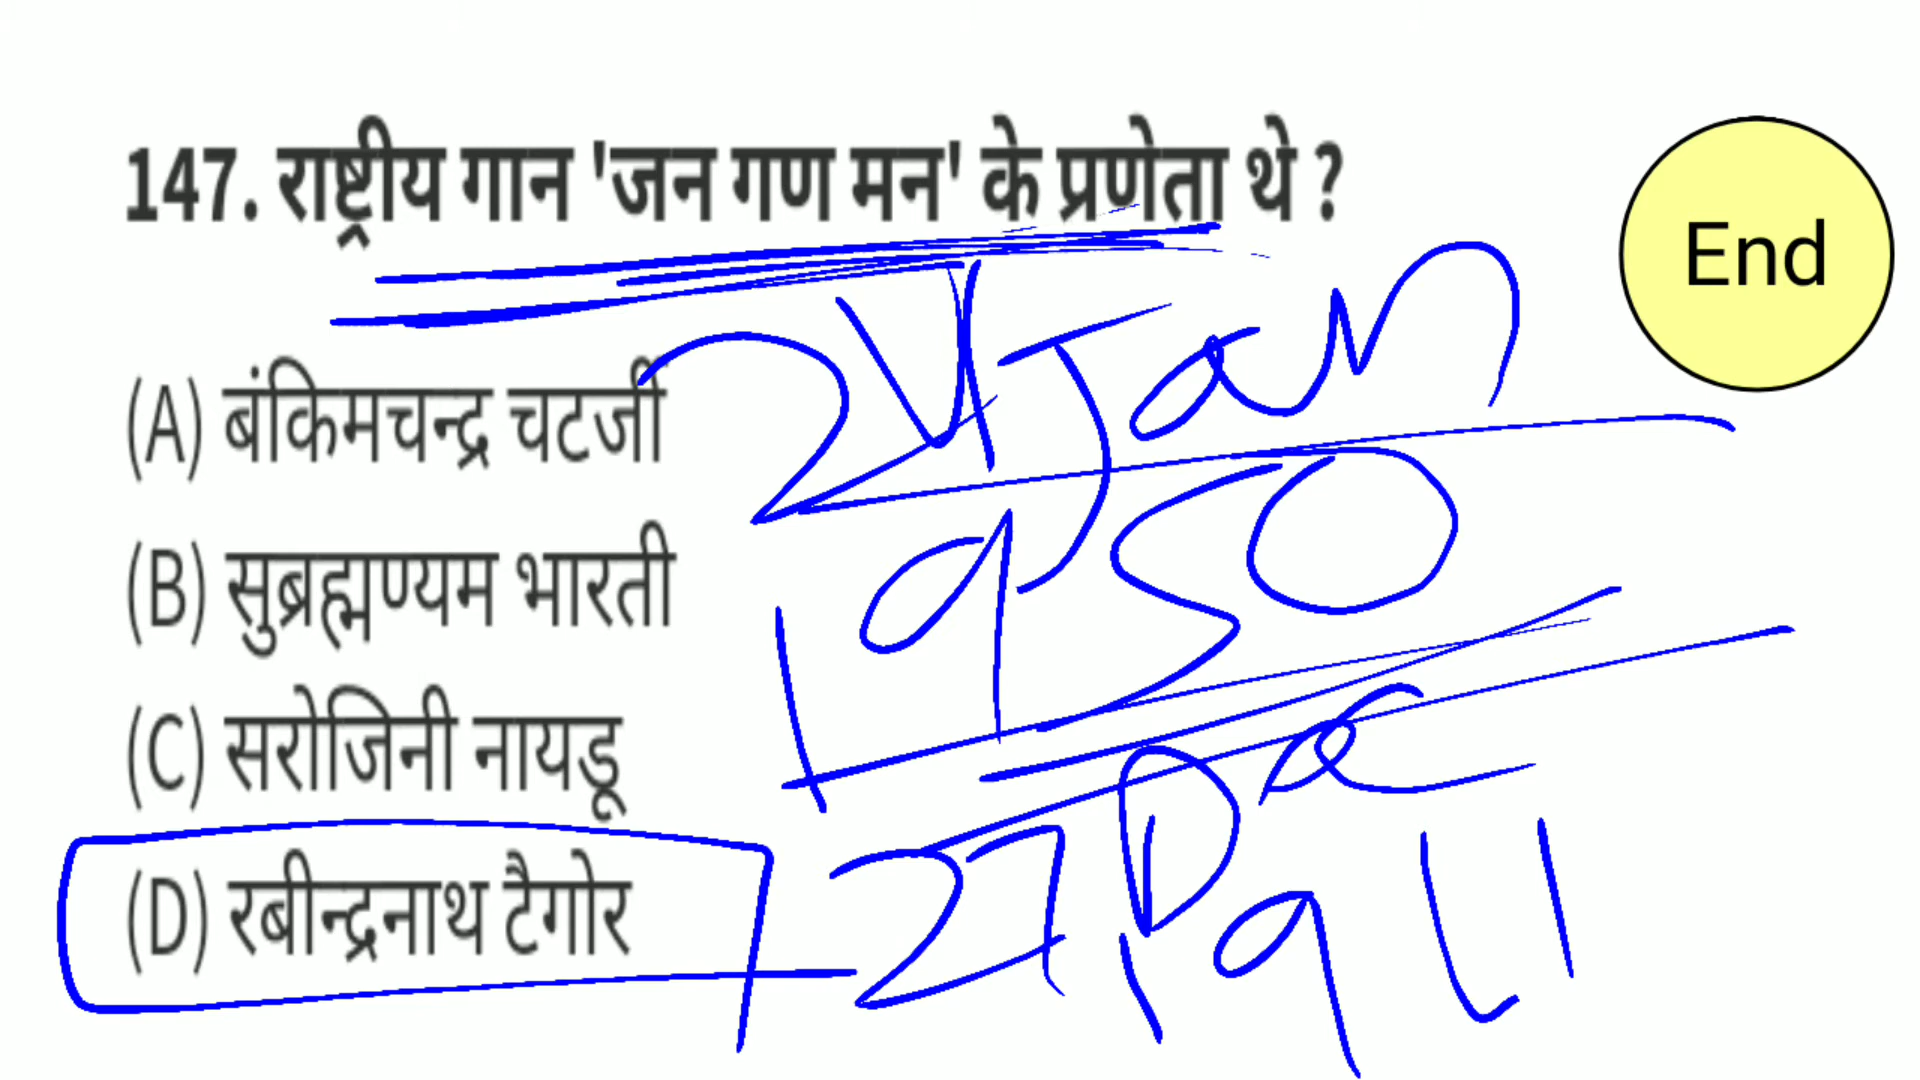 147. राष्ट्रीय गान 'जन गण मन' के प्रणेता थे ?
End
(A) बंकिमचन्द्र चटर्जी
24 Jan
1950
(B) सुब्रह्मण्यम भारती
(C) सरोजिनी नायडू
(D) रबीन्द्रनाथ टैगोर
27 Dec
1911